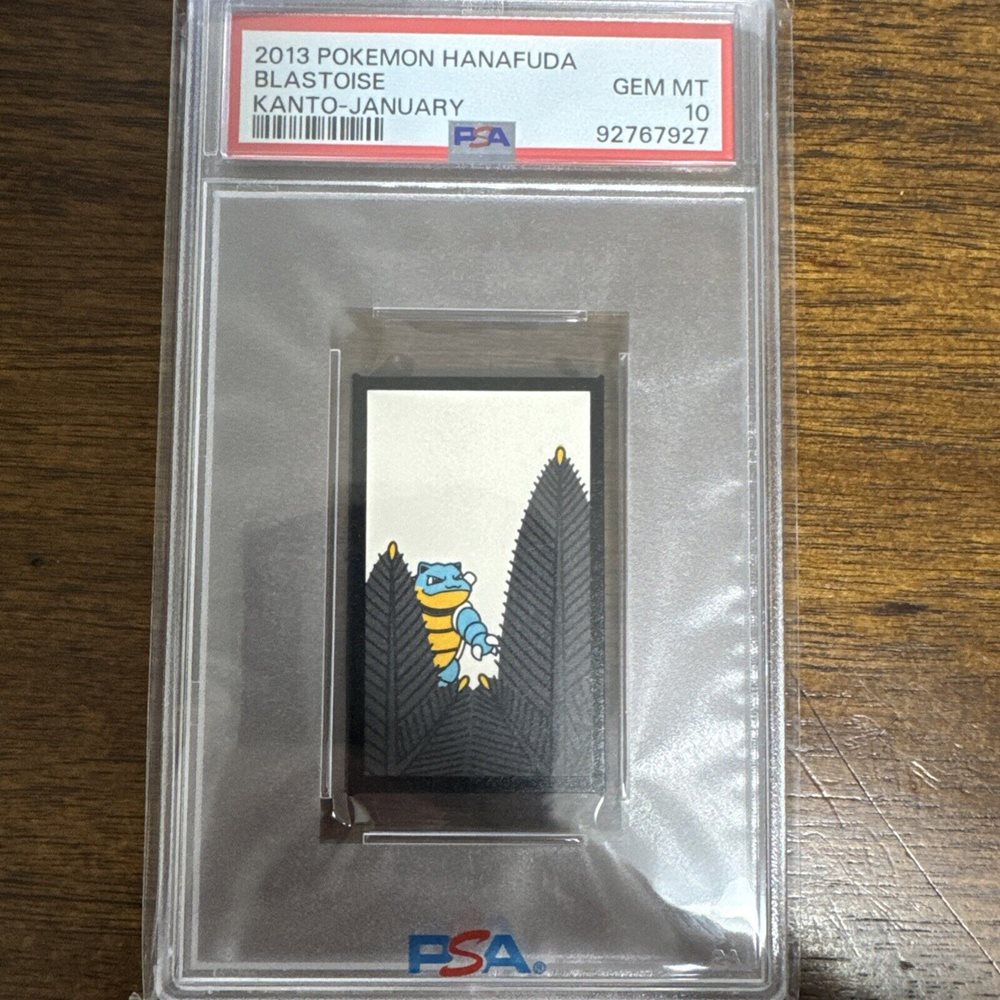 2013 POKEMON HANAFUDA
BLASTOISE GEM MT
KANTO-JANUARY 10
PSA 92767927
PSA®